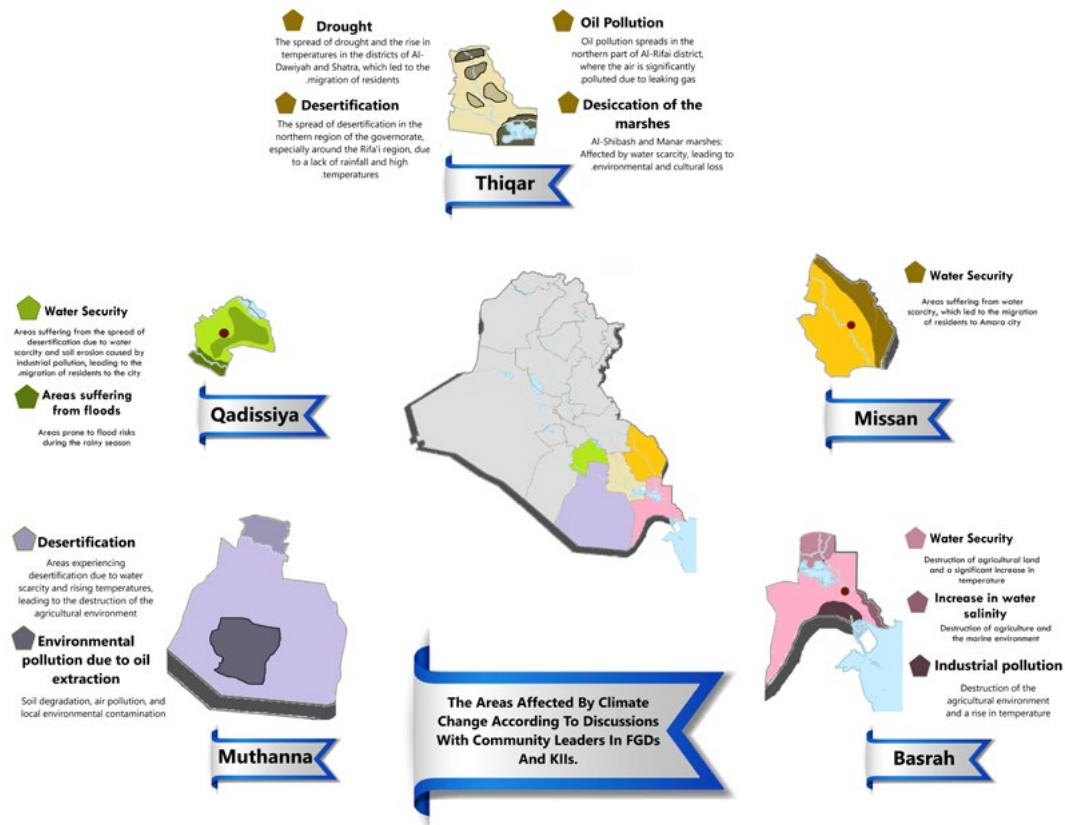 Drought
The spread of drought and the rise in
temperatures in the districts of Al-
Dawiyah and Shatra, which led to the
.migration of residents
Desertification
The spread of desertification in the
northern region of the governorate,
especially around the Rifa'i region, due
to a lack of rainfall and high
.temperatures
Oil Pollution
Oil pollution spreads in the
northern part of Al-Rifai district,
where the air is significantly
.polluted due to leaking gas
Desiccation of the
marshes
Al-Shibash and Manar marshes:
Affected by water scarcity, leading to
.environmental and cultural loss
Thiqar
Water Security
Areas suffering from the spread of
desertification due to water
scarcity and soil erosion caused by
industrial pollution, leading to the
.migration of residents to the city
Areas suffering
from floods
Areas prone to flood risks
during the rainy season
Qadissiya
Water Security
Areas suffering from water
scarcity, which led to the migration
of residents to Amara city
Missan
Desertification
Areas experiencing
desertification due to water
scarcity and rising temperatures,
leading to the destruction of the
agricultural environment
Environmental
pollution due to oil
extraction
Soil degradation, air pollution, and
local environmental contamination
Muthanna
The Areas Affected By Climate
Change According To Discussions
With Community Leaders In FGDs
And KIIs.
Water Security
Destruction of agricultural land
and a significant increase in
temperature
Increase in water
salinity
Destruction of agriculture and
the marine environment
Industrial pollution
Destruction of the
agricultural environment
and a rise in temperature
Basrah